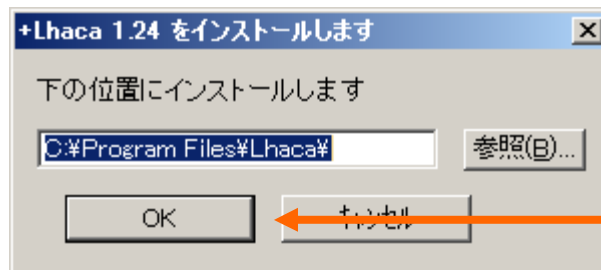 +Lhaca 1.24 をインストールします
下の位置にインストールします
C:¥Program Files¥Lhaca¥
参照(B)...
OK
キャンセル